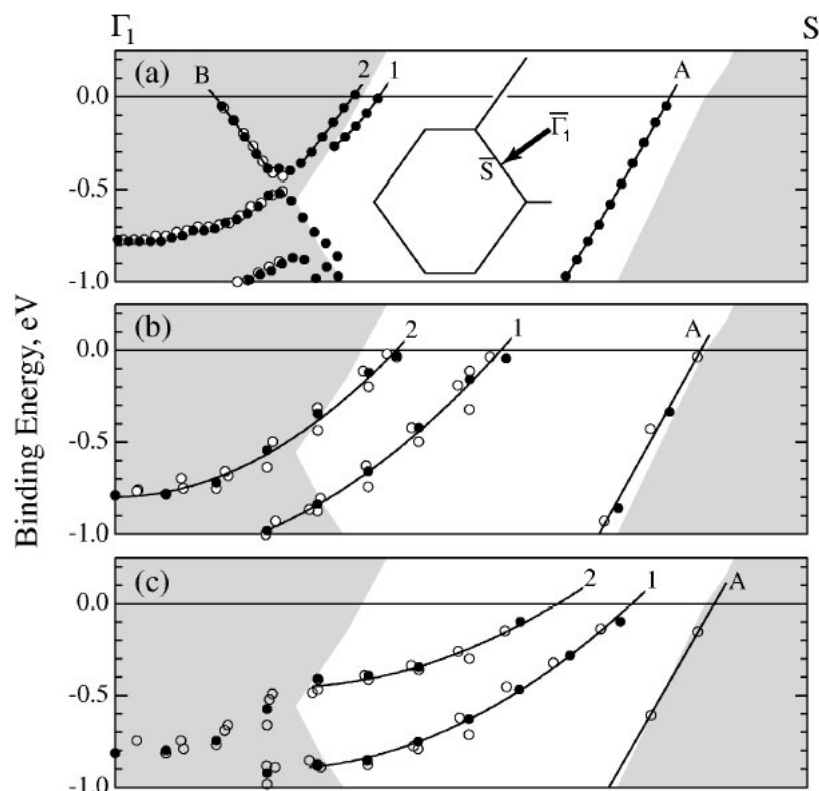 Γ̄₁ S̄
(a) B 2 1 A
0.0
Γ̄₁
S̄
-0.5
-1.0
(b) 2 1 A
0.0
-0.5
-1.0
(c) 2 1 A
0.0
-0.5
-1.0
Binding Energy, eV